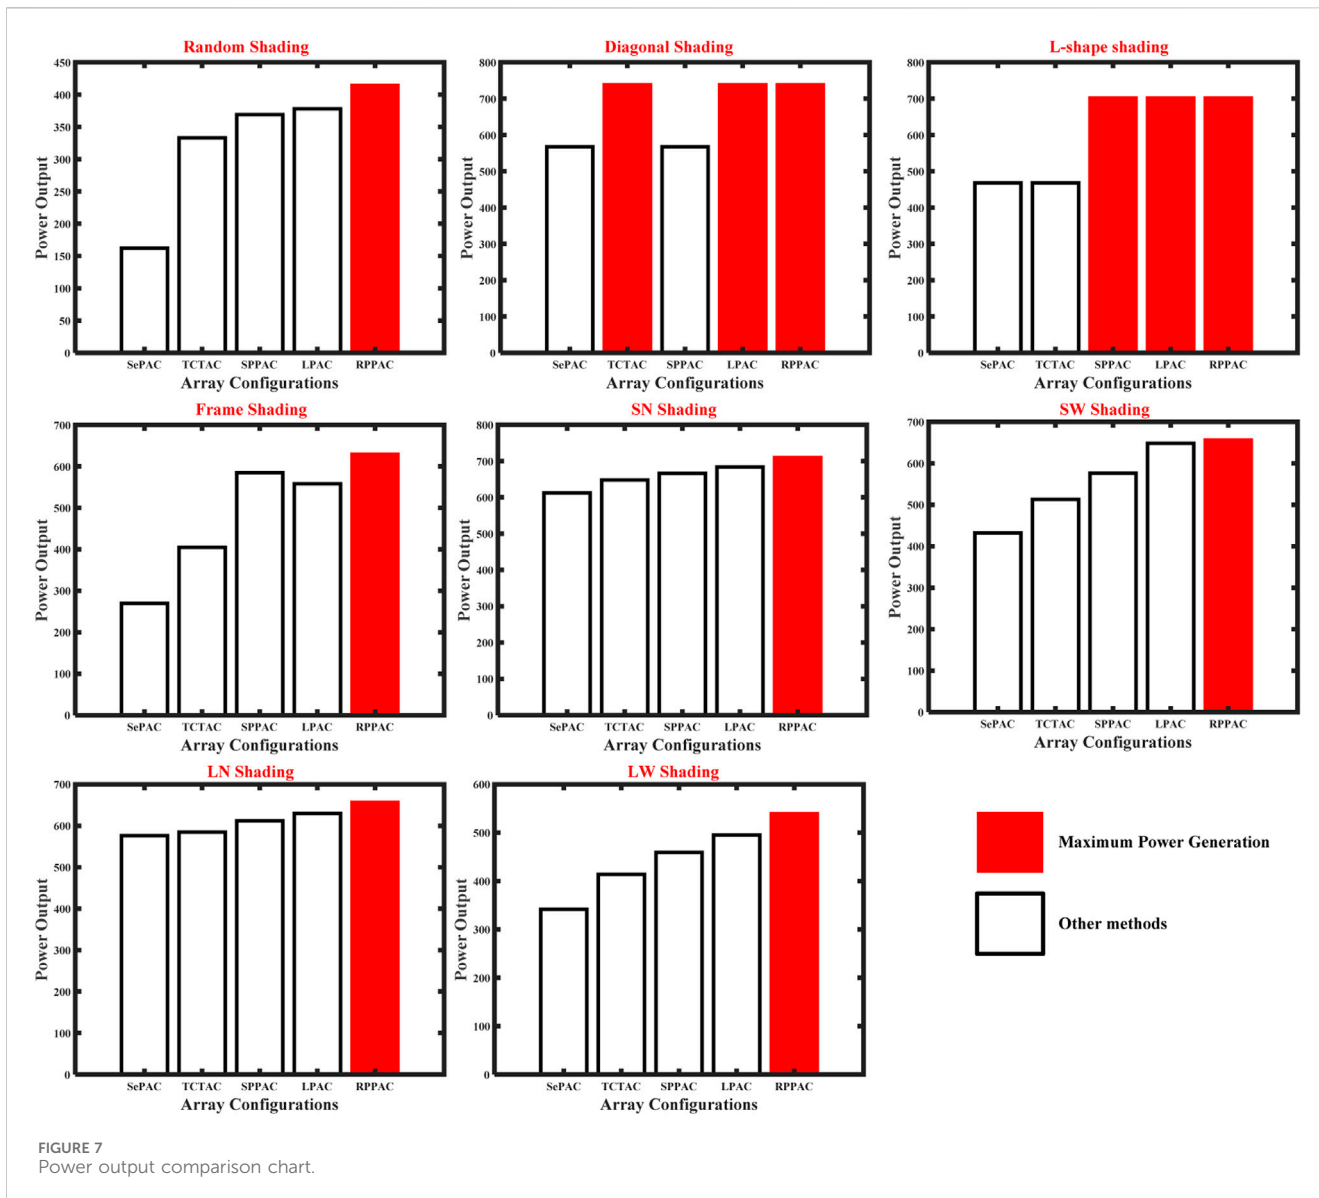 Random Shading
450
400
350
300
250
200
150
100
50
0
Power Output
SePAC TCTAC SPPAC LPAC RPPAC
Array Configurations
Diagonal Shading
800
700
600
500
400
300
200
100
0
Power Output
SePAC TCTAC SPPAC LPAC RPPAC
Array Configurations
L-shape shading
800
700
600
500
400
300
200
100
0
Power Output
SePAC TCTAC SPPAC LPAC RPPAC
Array Configurations
Frame Shading
700
600
500
400
300
200
100
0
Power Output
SePAC TCTAC SPPAC LPAC RPPAC
Array Configurations
SN Shading
800
700
600
500
400
300
200
100
0
Power Output
SePAC TCTAC SPPAC LPAC RPPAC
Array Configurations
SW Shading
700
600
500
400
300
200
100
0
Power Output
SePAC TCTAC SPPAC LPAC RPPAC
Array Configurations
LN Shading
700
600
500
400
300
200
100
0
Power Output
SePAC TCTAC SPPAC LPAC RPPAC
Array Configurations
LW Shading
600
500
400
300
200
100
0
Power Output
SePAC TCTAC SPPAC LPAC RPPAC
Array Configurations
Maximum Power Generation
Other methods
FIGURE 7
Power output comparison chart.